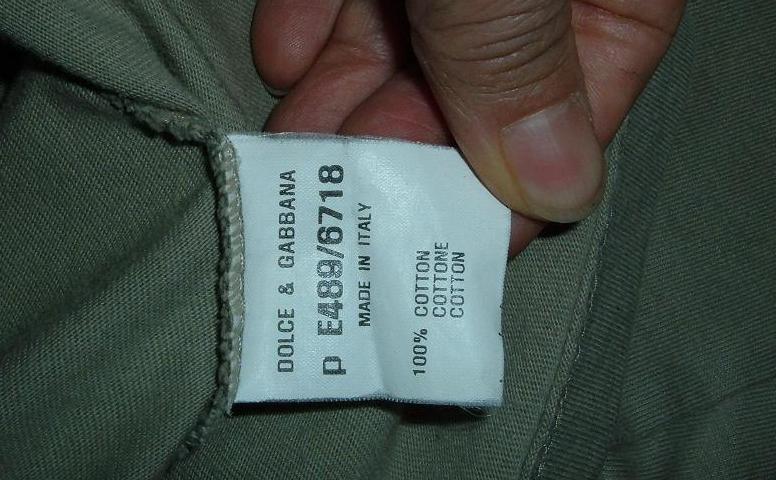 DOLCE & GABBANA
P E489/6718
MADE IN ITALY
100% COTTON
COTTONE
COTTON